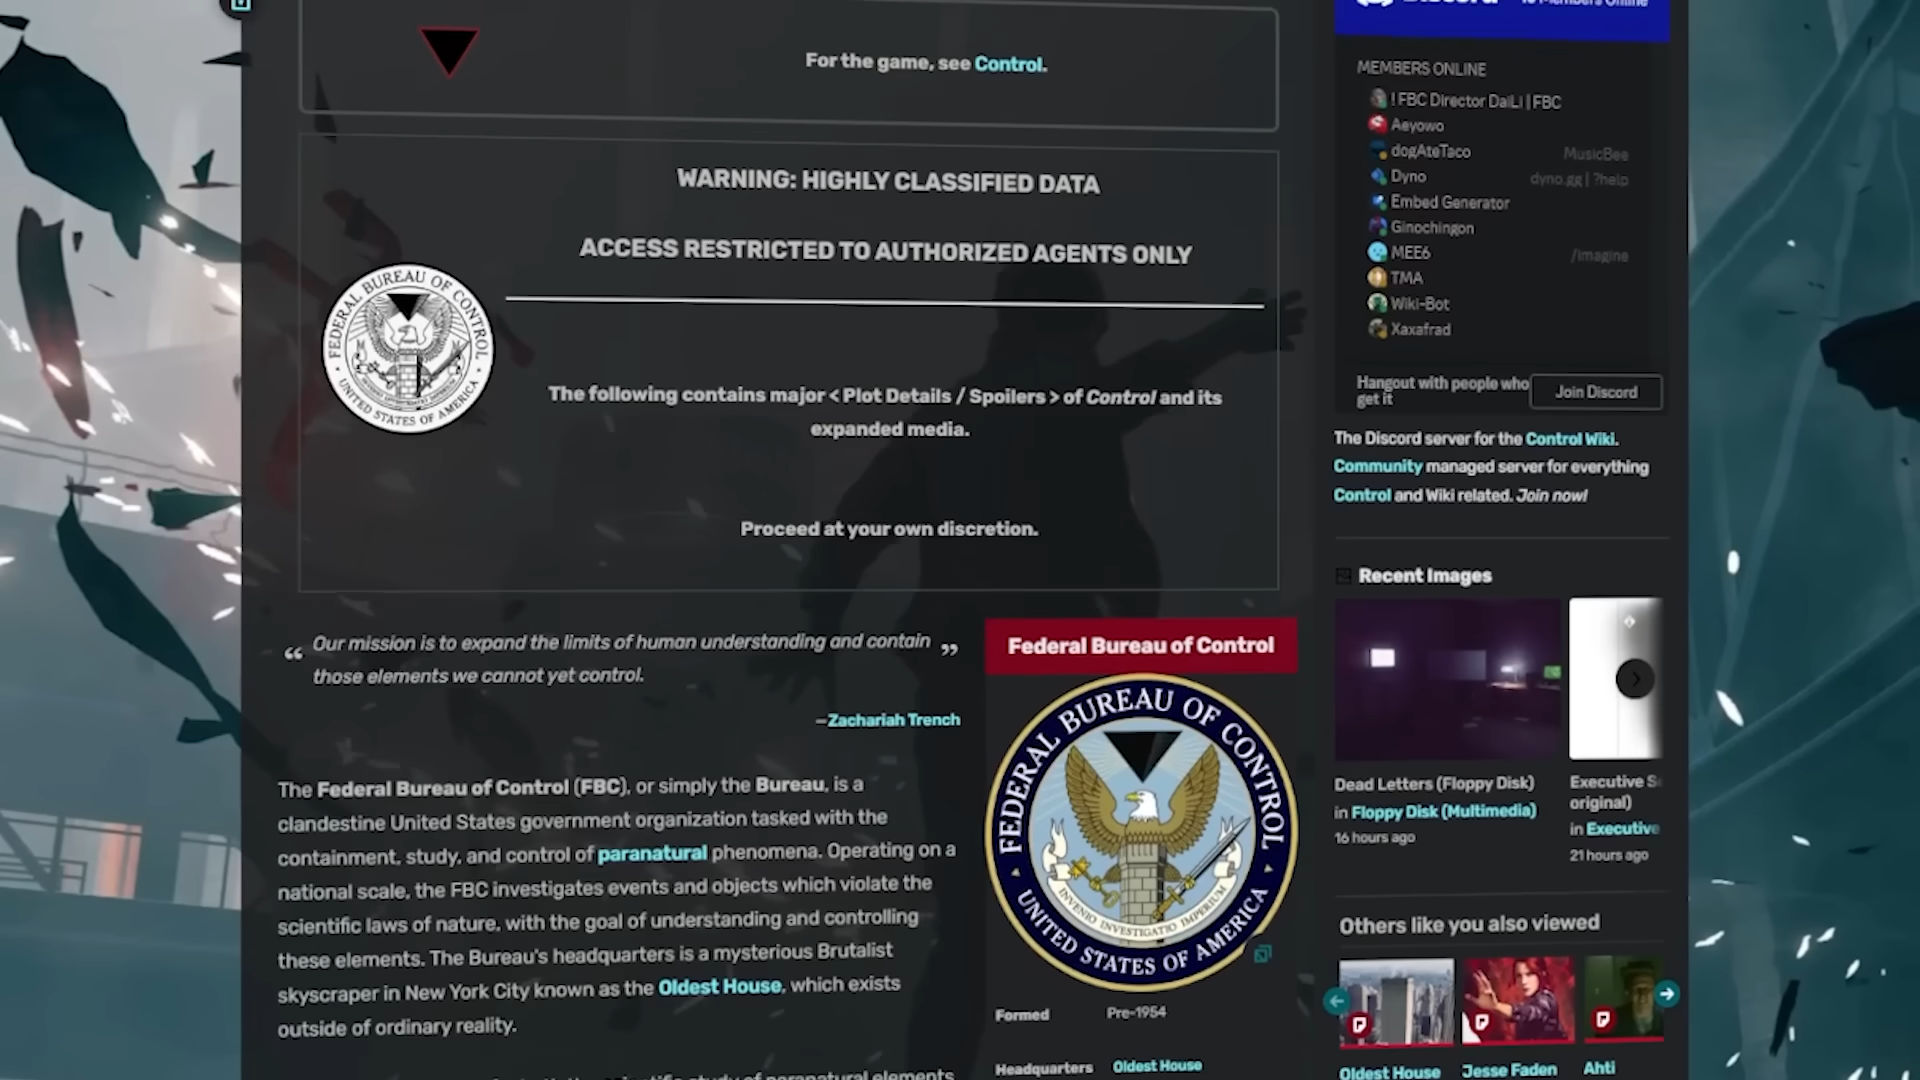 For the game, see Control.
WARNING: HIGHLY CLASSIFIED DATA
ACCESS RESTRICTED TO AUTHORIZED AGENTS ONLY
FEDERAL BUREAU OF CONTROL
UNITED STATES OF AMERICA
The following contains major < Plot Details / Spoilers > of Control and its
expanded media.
Proceed at your own discretion.
“ Our mission is to expand the limits of human understanding and contain ”
those elements we cannot yet control.
—Zachariah Trench
The Federal Bureau of Control (FBC), or simply the Bureau, is a
clandestine United States government organization tasked with the
containment, study, and control of paranatural phenomena. Operating on a
national scale, the FBC investigates events and objects which violate the
scientific laws of nature, with the goal of understanding and controlling
these elements. The Bureau's headquarters is a mysterious Brutalist
skyscraper in New York City known as the Oldest House, which exists
outside of ordinary reality.
Federal Bureau of Control
FEDERAL BUREAU OF CONTROL
INVENIO INVESTIGATIO IMPERIUM
UNITED STATES OF AMERICA
Formed Pre-1954
Headquarters Oldest House
MEMBERS ONLINE
! FBC Director DaiLi | FBC
Aeyowo
dogAteTaco MusicBee
Dyno dyno.gg | ?help
Embed Generator
Ginochingon
MEE6 /imagine
TMA
Wiki-Bot
Xaxafrad
Hangout with people who
get it
Join Discord
The Discord server for the Control Wiki.
Community managed server for everything
Control and Wiki related. Join now!
Recent Images
Dead Letters (Floppy Disk)
in Floppy Disk (Multimedia)
16 hours ago
Executive
original)
in Executive
21 hours ago
Others like you also viewed
Oldest House
Jesse Faden
Ahti